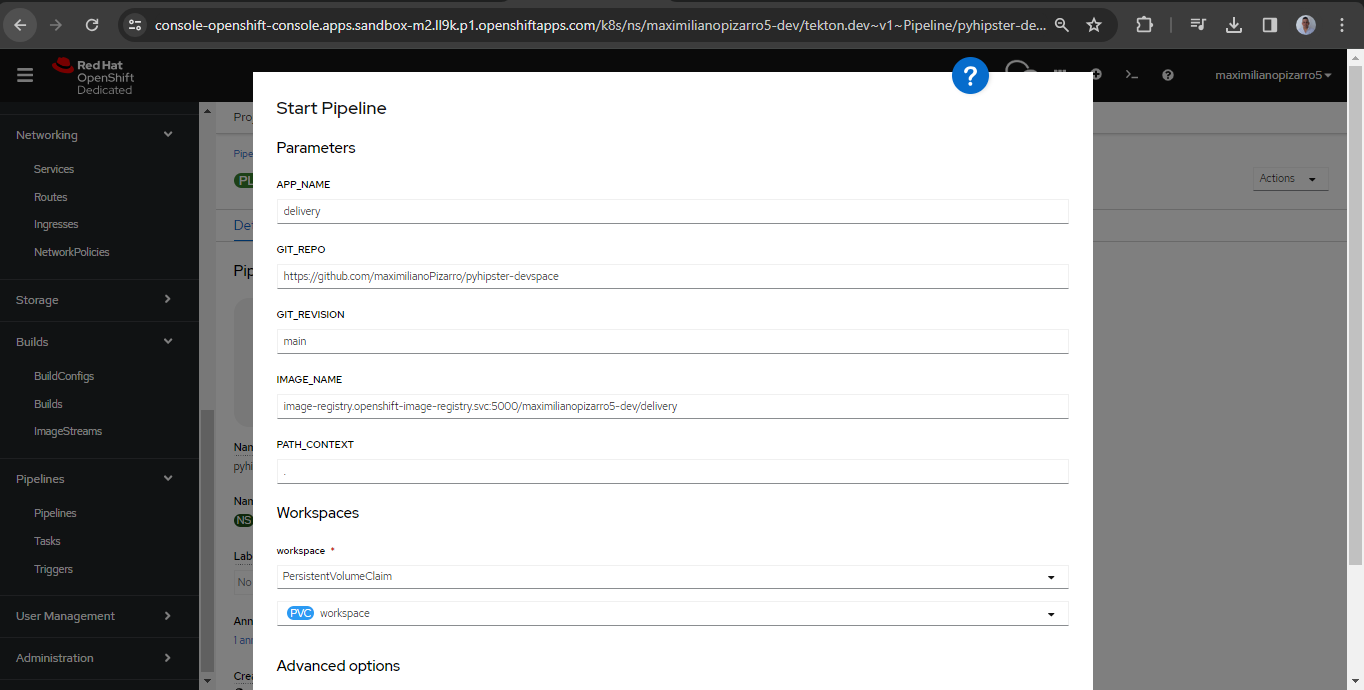 console-openshift-console.apps.sandbox-m2.ll9k.p1.openshiftapps.com/k8s/ns/maximilianopizarro5-dev/tekton.dev~v1~Pipeline/pyhipster-de...
Red Hat
OpenShift
Dedicated
?
maximilianopizarro5
Networking
Services
Routes
Ingresses
NetworkPolicies
Storage
Builds
BuildConfigs
Builds
ImageStreams
Pipelines
Pipelines
Tasks
Triggers
User Management
Administration
Pro
Pipe
PL
Actions
De
Pip
Nan
pyhi
Nan
NS
Lab
No
Ann
1 ann
Crea
Start Pipeline
Parameters
APP_NAME
delivery
GIT_REPO
https://github.com/maximilianoPizarro/pyhipster-devspace
GIT_REVISION
main
IMAGE_NAME
image-registry.openshift-image-registry.svc:5000/maximilianopizarro5-dev/delivery
PATH_CONTEXT
.
Workspaces
workspace *
PersistentVolumeClaim
PVC workspace
Advanced options